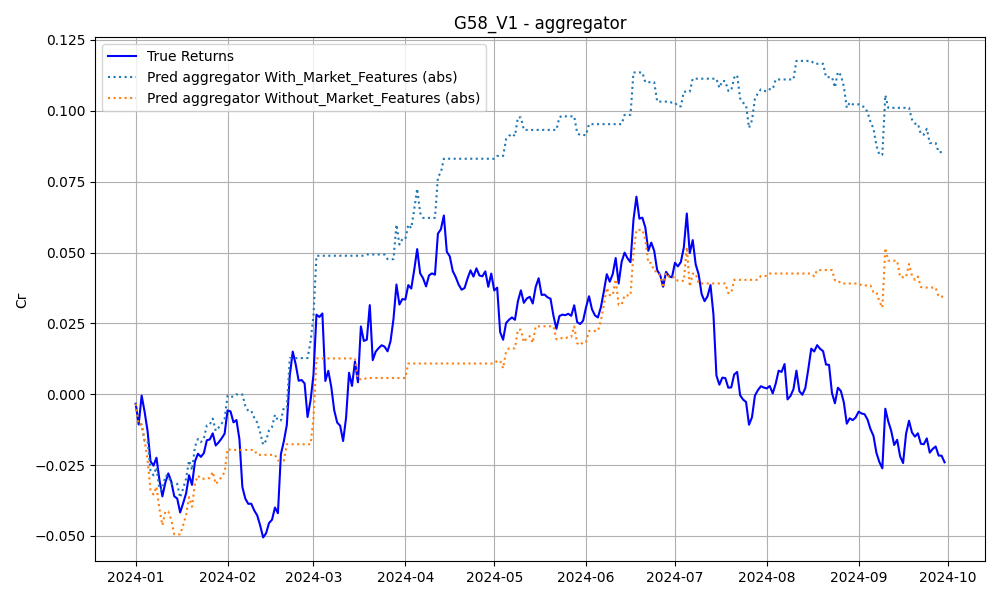 G58_V1 - aggregator
True Returns
Pred aggregator With_Market_Features (abs)
Pred aggregator Without_Market_Features (abs)
Cr
0.125
0.100
0.075
0.050
0.025
0.000
−0.025
−0.050
2024-01 2024-02 2024-03 2024-04 2024-05 2024-06 2024-07 2024-08 2024-09 2024-10